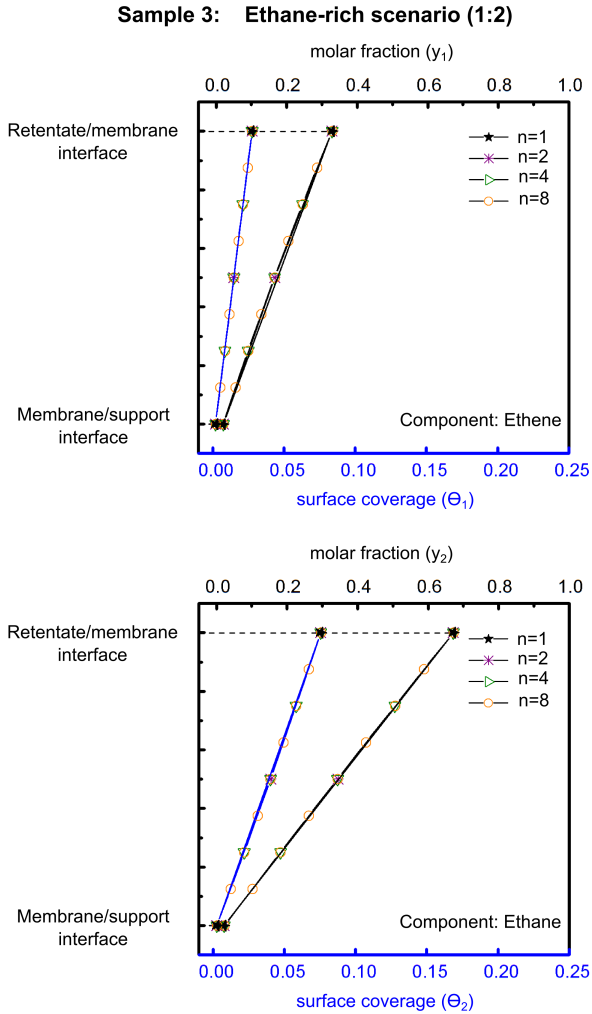 Sample 3: Ethane-rich scenario (1:2)
molar fraction (y₁)
0.0 0.2 0.4 0.6 0.8 1.0
Retentate/membrane
interface
n=1
n=2
n=4
n=8
Membrane/support
interface
Component: Ethene
0.00 0.05 0.10 0.15 0.20 0.25
surface coverage (ϴ₁)
molar fraction (y₂)
0.0 0.2 0.4 0.6 0.8 1.0
Retentate/membrane
interface
n=1
n=2
n=4
n=8
Membrane/support
interface
Component: Ethane
0.00 0.05 0.10 0.15 0.20 0.25
surface coverage (ϴ₂)